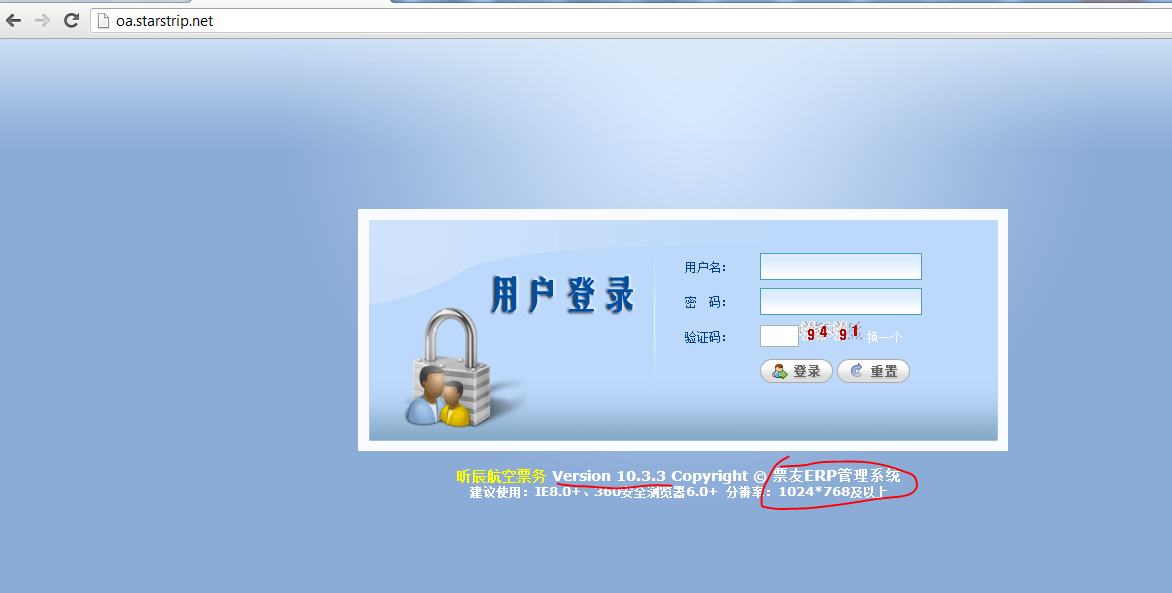 oa.starstrip.net
用户登录
用户名：
密 码：
验证码： 9491 换一个
登录 重置
昕辰航空票务 Version 10.3.3 Copyright © 票友ERP管理系统
建议使用：IE8.0+、360安全浏览器6.0+ 分辨率：1024*768及以上